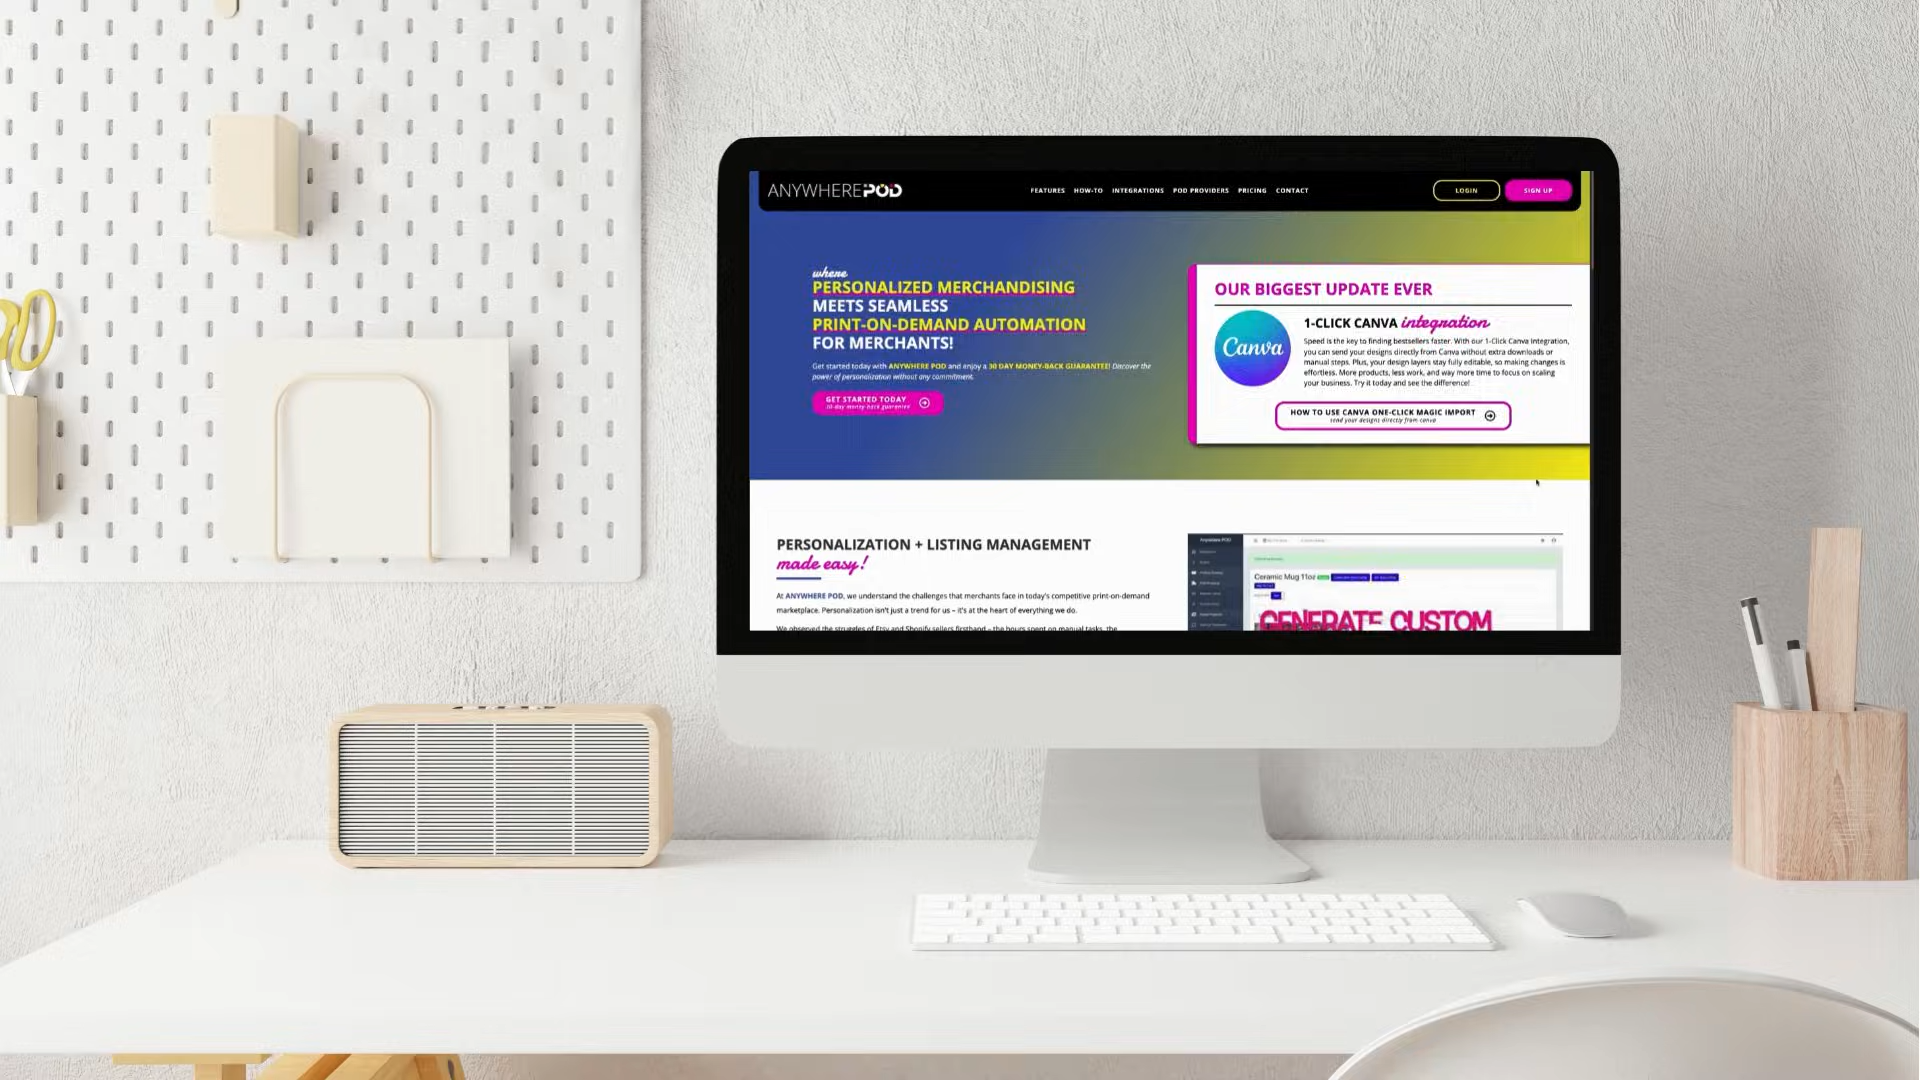 ANYWHEREPOD
FEATURES HOW-TO INTEGRATIONS POD PROVIDERS PRICING CONTACT
LOGIN SIGN UP
where
PERSONALIZED MERCHANDISING
MEETS SEAMLESS
PRINT-ON-DEMAND AUTOMATION
FOR MERCHANTS!
Get started today with ANYWHERE POD and enjoy a 30 DAY MONEY-BACK GUARANTEE! Discover the
power of personalization without any commitment.
GET STARTED TODAY
30-day money-back guarantee
OUR BIGGEST UPDATE EVER
Canva
1-CLICK CANVA integration
Speed is the key to finding bestsellers faster. With our 1-Click Canva integration,
you can send your designs directly from Canva without extra downloads or
manual steps. Plus, your design layers stay fully editable, so making changes is
effortless. More products, less work, and way more time to focus on scaling
your business. Try it today and see the difference!
HOW TO USE CANVA ONE-CLICK MAGIC IMPORT
send your designs directly from canva
PERSONALIZATION + LISTING MANAGEMENT
made easy!
At ANYWHERE POD, we understand the challenges that merchants face in today's competitive print-on-demand
marketplace. Personalization isn't just a trend for us – it's at the heart of everything we do.
We observed the struggles of Etsy and Shopify sellers firsthand – the hours spent on manual tasks, the
Anywhere POD
Ceramic Mug 11oz
GENERATE CUSTOM